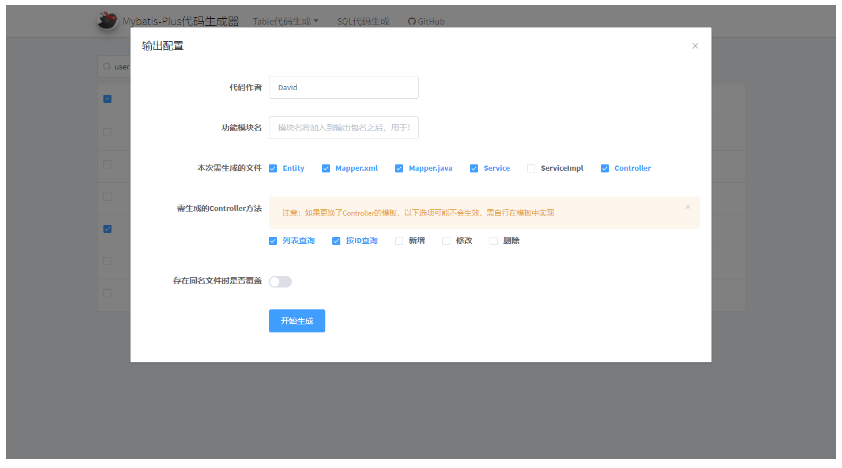 Mybatis-Plus代码生成器 Table代码生成 SQL代码生成 GitHub
user
输出配置
代码作者 David
功能模块名 模块名将加入到输出包名之后，用于
本次需生成的文件 Entity Mapper.xml Mapper.java Service ServiceImpl Controller
需生成的Controller方法 注意：如果更换了Controller的模板，以下选项可能不会生效，需自行在模板中实现
列表查询 按ID查询 新增 修改 删除
存在同名文件时是否覆盖
开始生成